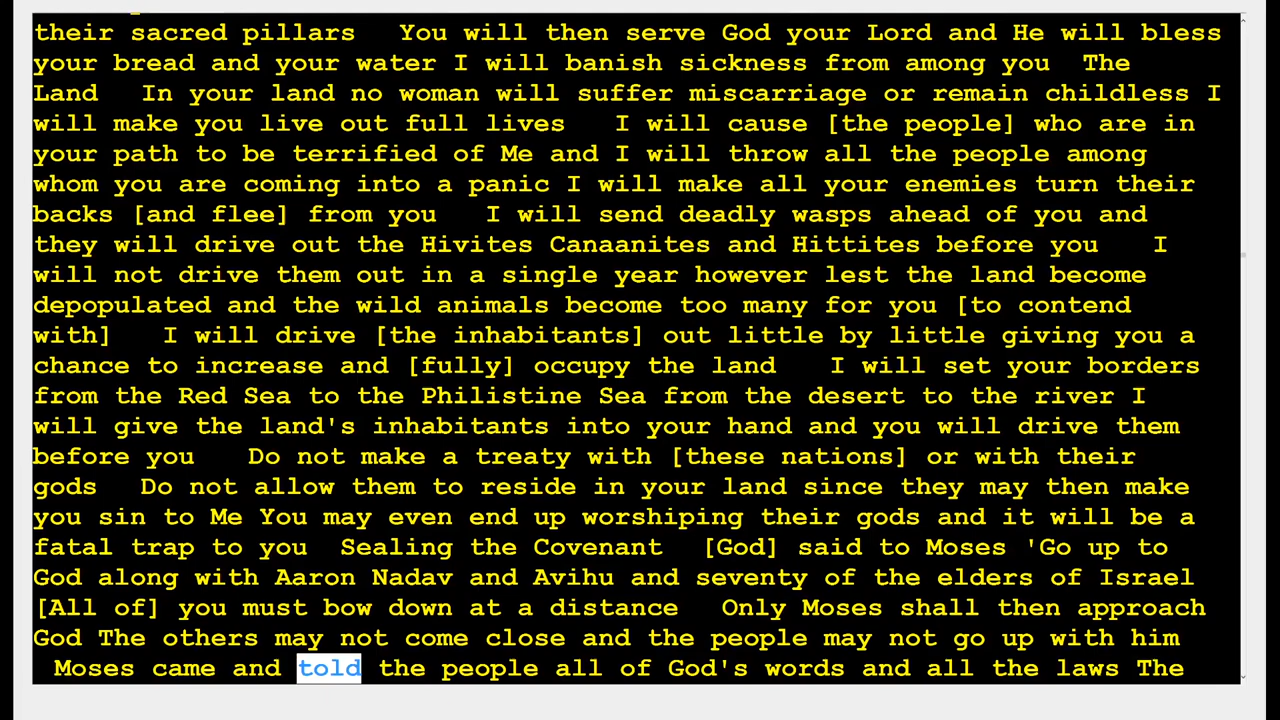 their sacred pillars   You will then serve God your Lord and He will bless
your bread and your water I will banish sickness from among you  The
Land   In your land no woman will suffer miscarriage or remain childless I
will make you live out full lives   I will cause [the people] who are in
your path to be terrified of Me and I will throw all the people among
whom you are coming into a panic I will make all your enemies turn their
backs [and flee] from you   I will send deadly wasps ahead of you and
they will drive out the Hivites Canaanites and Hittites before you   I
will not drive them out in a single year however lest the land become
depopulated and the wild animals become too many for you [to contend
with]   I will drive [the inhabitants] out little by little giving you a
chance to increase and [fully] occupy the land   I will set your borders
from the Red Sea to the Philistine Sea from the desert to the river I
will give the land's inhabitants into your hand and you will drive them
before you   Do not make a treaty with [these nations] or with their
gods   Do not allow them to reside in your land since they may then make
you sin to Me You may even end up worshiping their gods and it will be a
fatal trap to you  Sealing the Covenant   [God] said to Moses 'Go up to
God along with Aaron Nadav and Avihu and seventy of the elders of Israel
[All of] you must bow down at a distance   Only Moses shall then approach
God The others may not come close and the people may not go up with him
Moses came and told the people all of God's words and all the laws The